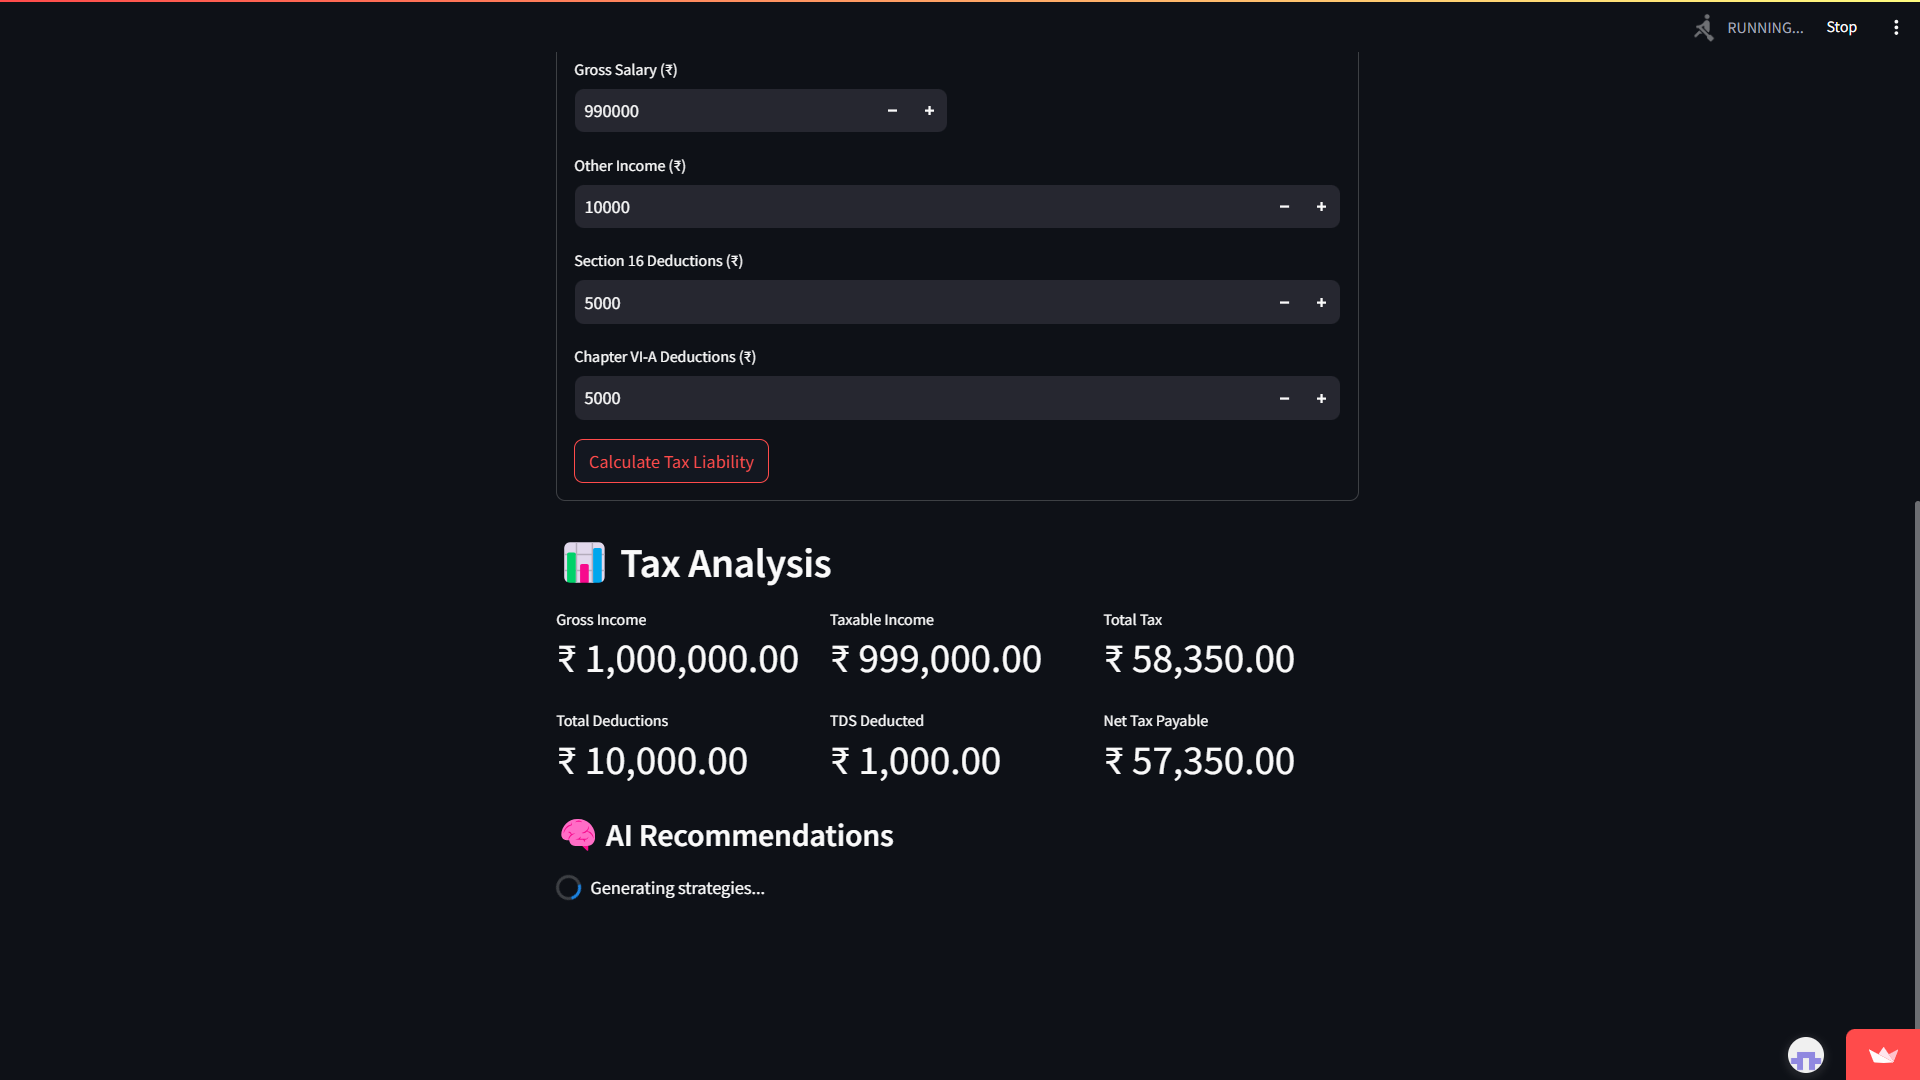 RUNNING...
Stop
Gross Salary (₹)
990000
Other Income (₹)
10000
Section 16 Deductions (₹)
5000
Chapter VI-A Deductions (₹)
5000
Calculate Tax Liability
Tax Analysis
Gross Income
Taxable Income
Total Tax
₹ 1,000,000.00
₹ 999,000.00
₹ 58,350.00
Total Deductions
TDS Deducted
Net Tax Payable
₹ 10,000.00
₹ 1,000.00
₹ 57,350.00
AI Recommendations
Generating strategies...